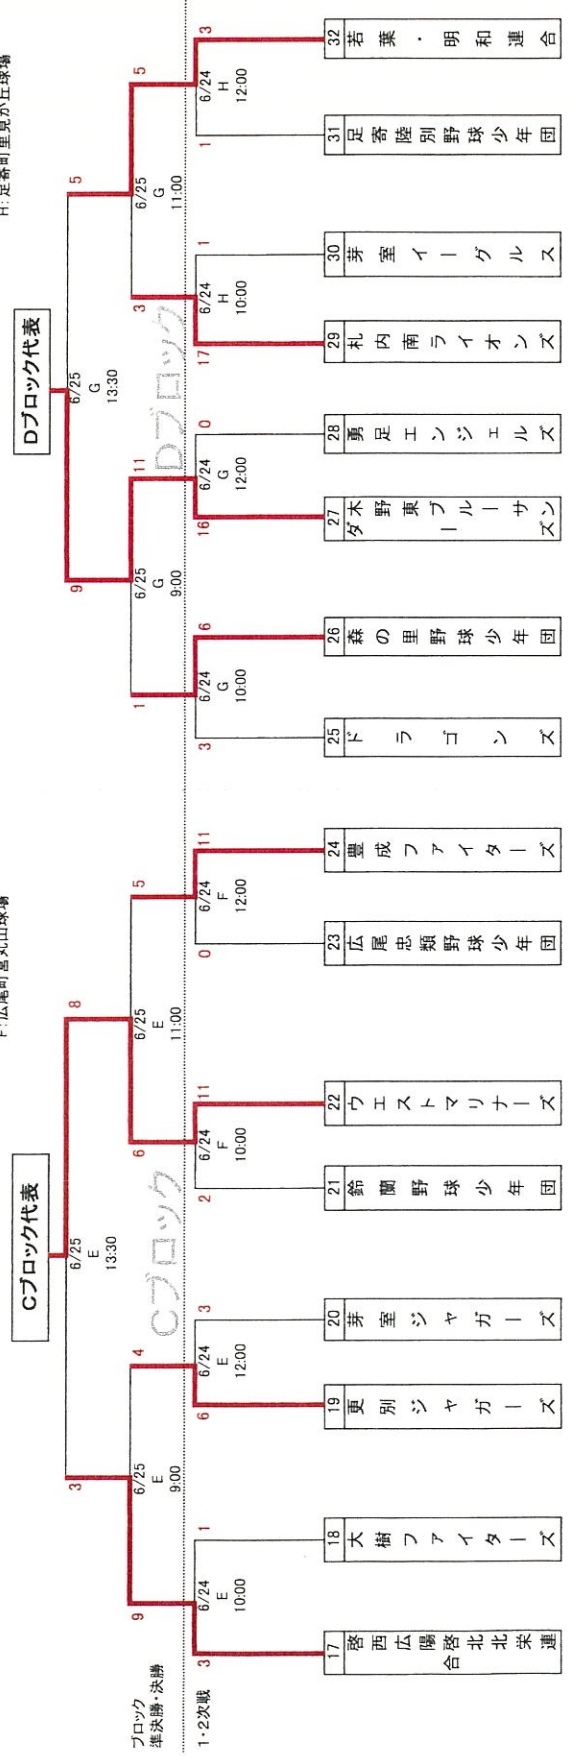 H:足寄町里見が丘球場
Dブロック代表
6/25
G
13:30
5
9
5
3
11
1
6/25
G
11:00
6/25
G
9:00
Dブロック
3
1
6/24
H
12:00
1
17
6/24
H
10:00
0
16
6/24
G
12:00
6
3
6/24
G
10:00
32 若葉・明和連合
31 足寄陸別野球少年団
30 芽室イーグルス
29 札内南ライオンズ
28 勇足エンジェルズ
27 木野東ブルーサンダーズ
26 森の里野球少年団
25 ドラゴンズ
F:広尾町営丸山球場
Cブロック代表
6/25
E
13:30
8
3
5
6
4
9
6/25
E
11:00
6/25
E
9:00
Cブロック
11
0
6/24
F
12:00
11
2
6/24
F
10:00
3
6
6/24
E
12:00
1
3
6/24
E
10:00
24 豊成ファイターズ
23 広尾忠類野球少年団
22 ウエストマリナーズ
21 鈴蘭野球少年団
20 芽室ジャガーズ
19 更別ジャガーズ
18 大樹ファイターズ
17 啓西広陽啓北北栄連合
ブロック
準決勝・決勝
1・2次戦